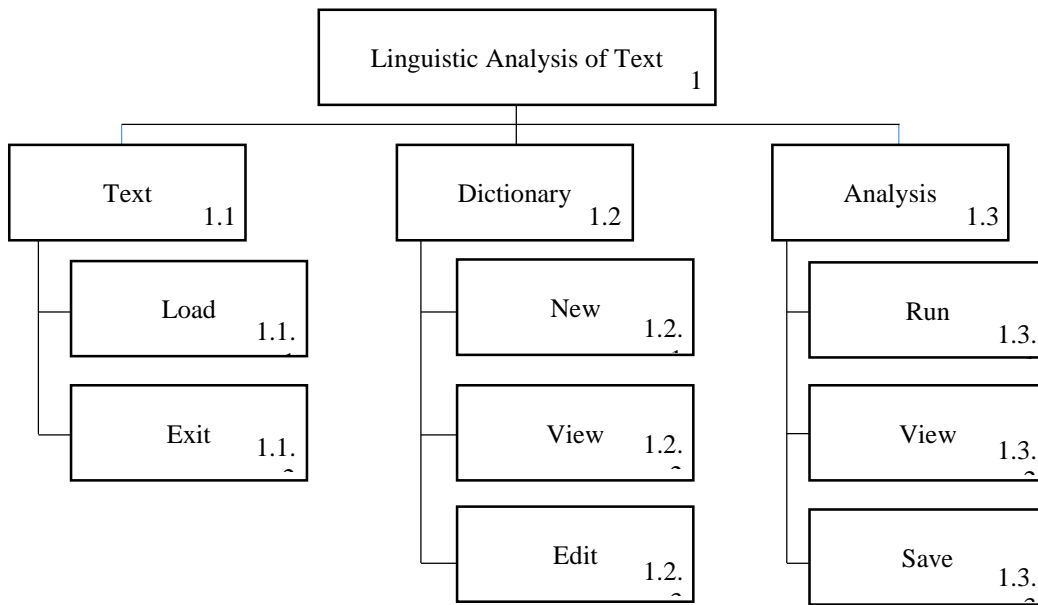 Linguistic Analysis of Text
1
Text
1.1
Dictionary
1.2
Analysis
1.3
Load
1.1.
New
1.2.
Run
1.3.
Exit
1.1.
View
1.2.
View
1.3.
Edit
1.2.
Save
1.3.